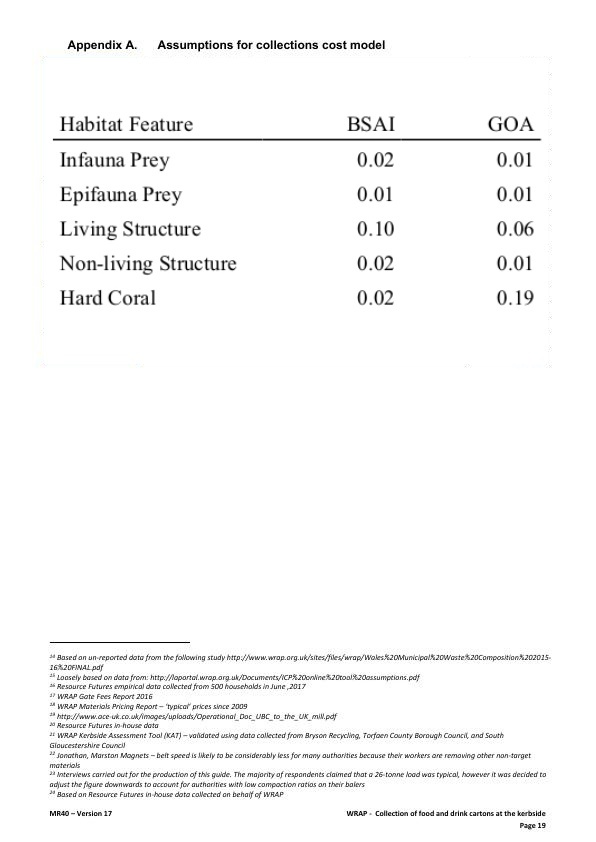 Appendix A. Assumptions for collections cost model
Habitat Feature BSAI GOA
Infauna Prey 0.02 0.01
Epifauna Prey 0.01 0.01
Living Structure 0.10 0.06
Non-living Structure 0.02 0.01
Hard Coral 0.02 0.19
14 Based on un-reported data from the following study http://www.wrap.org.uk/sites/files/wrap/Wales%20Municipal%20Waste%20Composition%202015-
16%20FINAL.pdf
15 Loosely based on data from: http://laportal.wrap.org.uk/Documents/ICP%20online%20tool%20assumptions.pdf
16 Resource Futures empirical data collected from 500 households in June ,2017
17 WRAP Gate Fees Report 2016
18 WRAP Materials Pricing Report – ‘typical’ prices since 2009
19 http://www.ace-uk.co.uk/images/uploads/Operational_Doc_UBC_to_the_UK_mill.pdf
20 Resource Futures in-house data
21 WRAP Kerbside Assessment Tool (KAT) – validated using data collected from Bryson Recycling, Torfaen County Borough Council, and South
Gloucestershire Council
22 Jonathan, Marston Magnets – belt speed is likely to be considerably less for many authorities because their workers are removing other non-target
materials
23 Interviews carried out for the production of this guide. The majority of respondents claimed that a 26-tonne load was typical, however it was decided to
adjust the figure downwards to account for authorities with low compaction ratios on their balers
24 Based on Resource Futures in-house data collected on behalf of WRAP
MR40 – Version 17 WRAP - Collection of food and drink cartons at the kerbside
Page 19